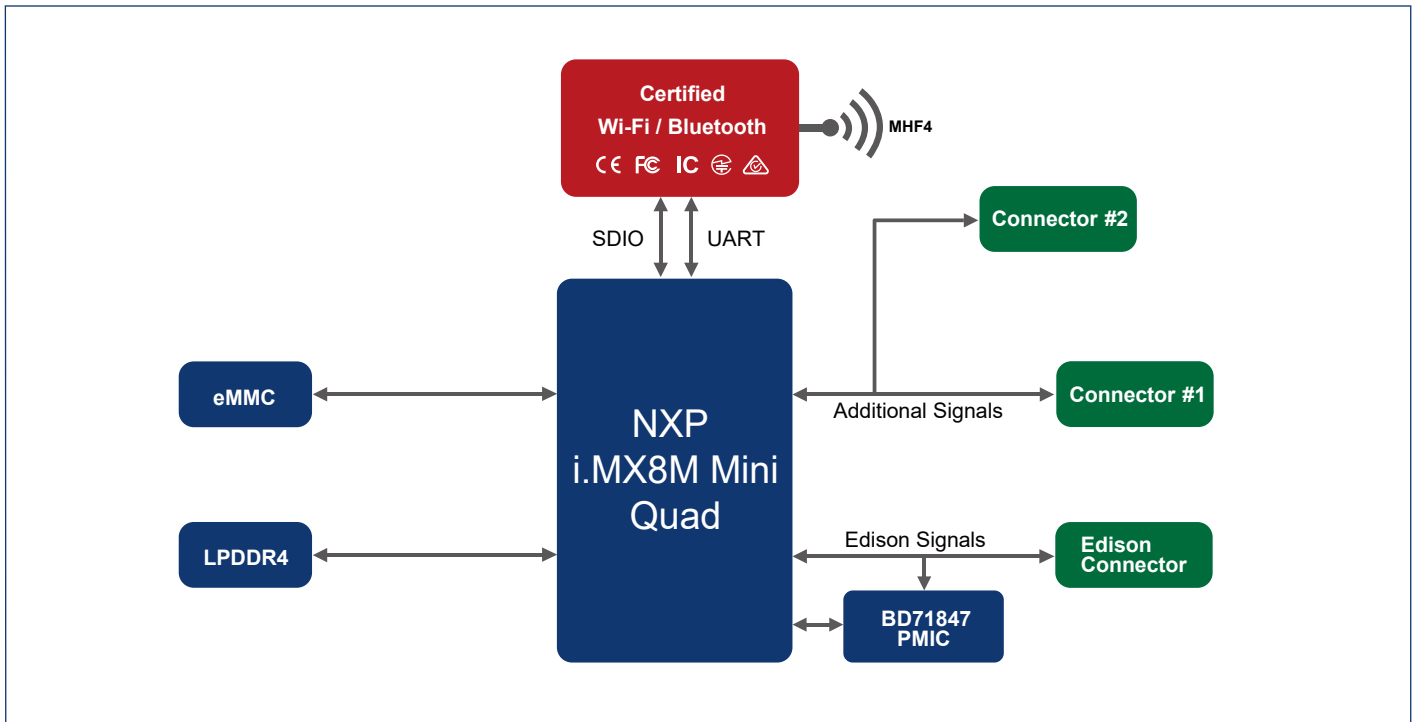 Certified
Wi-Fi / Bluetooth
CE FC IC
MHF4
SDIO
UART
Connector #2
eMMC
NXP
i.MX8M Mini
Quad
Additional Signals
Connector #1
LPDDR4
Edison Signals
Edison
Connector
BD71847
PMIC